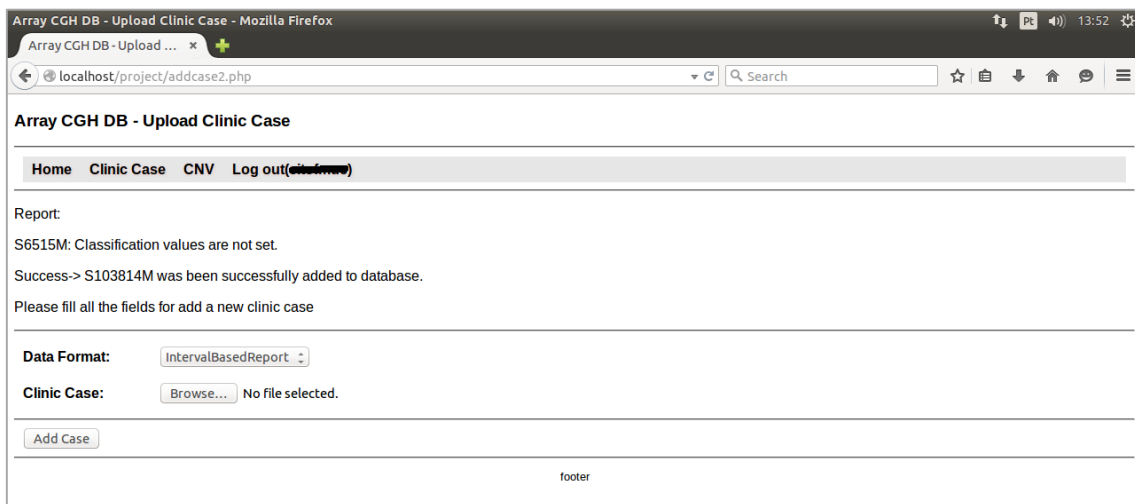 Array CGH DB - Upload Clinic Case - Mozilla Firefox Pt 13:52
Array CGH DB - Upload ...
localhost/project/addcase2.php Search
Array CGH DB - Upload Clinic Case
Home Clinic Case CNV Log out( )
Report:
S6515M: Classification values are not set.
Success-> S103814M was been successfully added to database.
Please fill all the fields for add a new clinic case
Data Format: IntervalBasedReport
Clinic Case: Browse... No file selected.
Add Case
footer